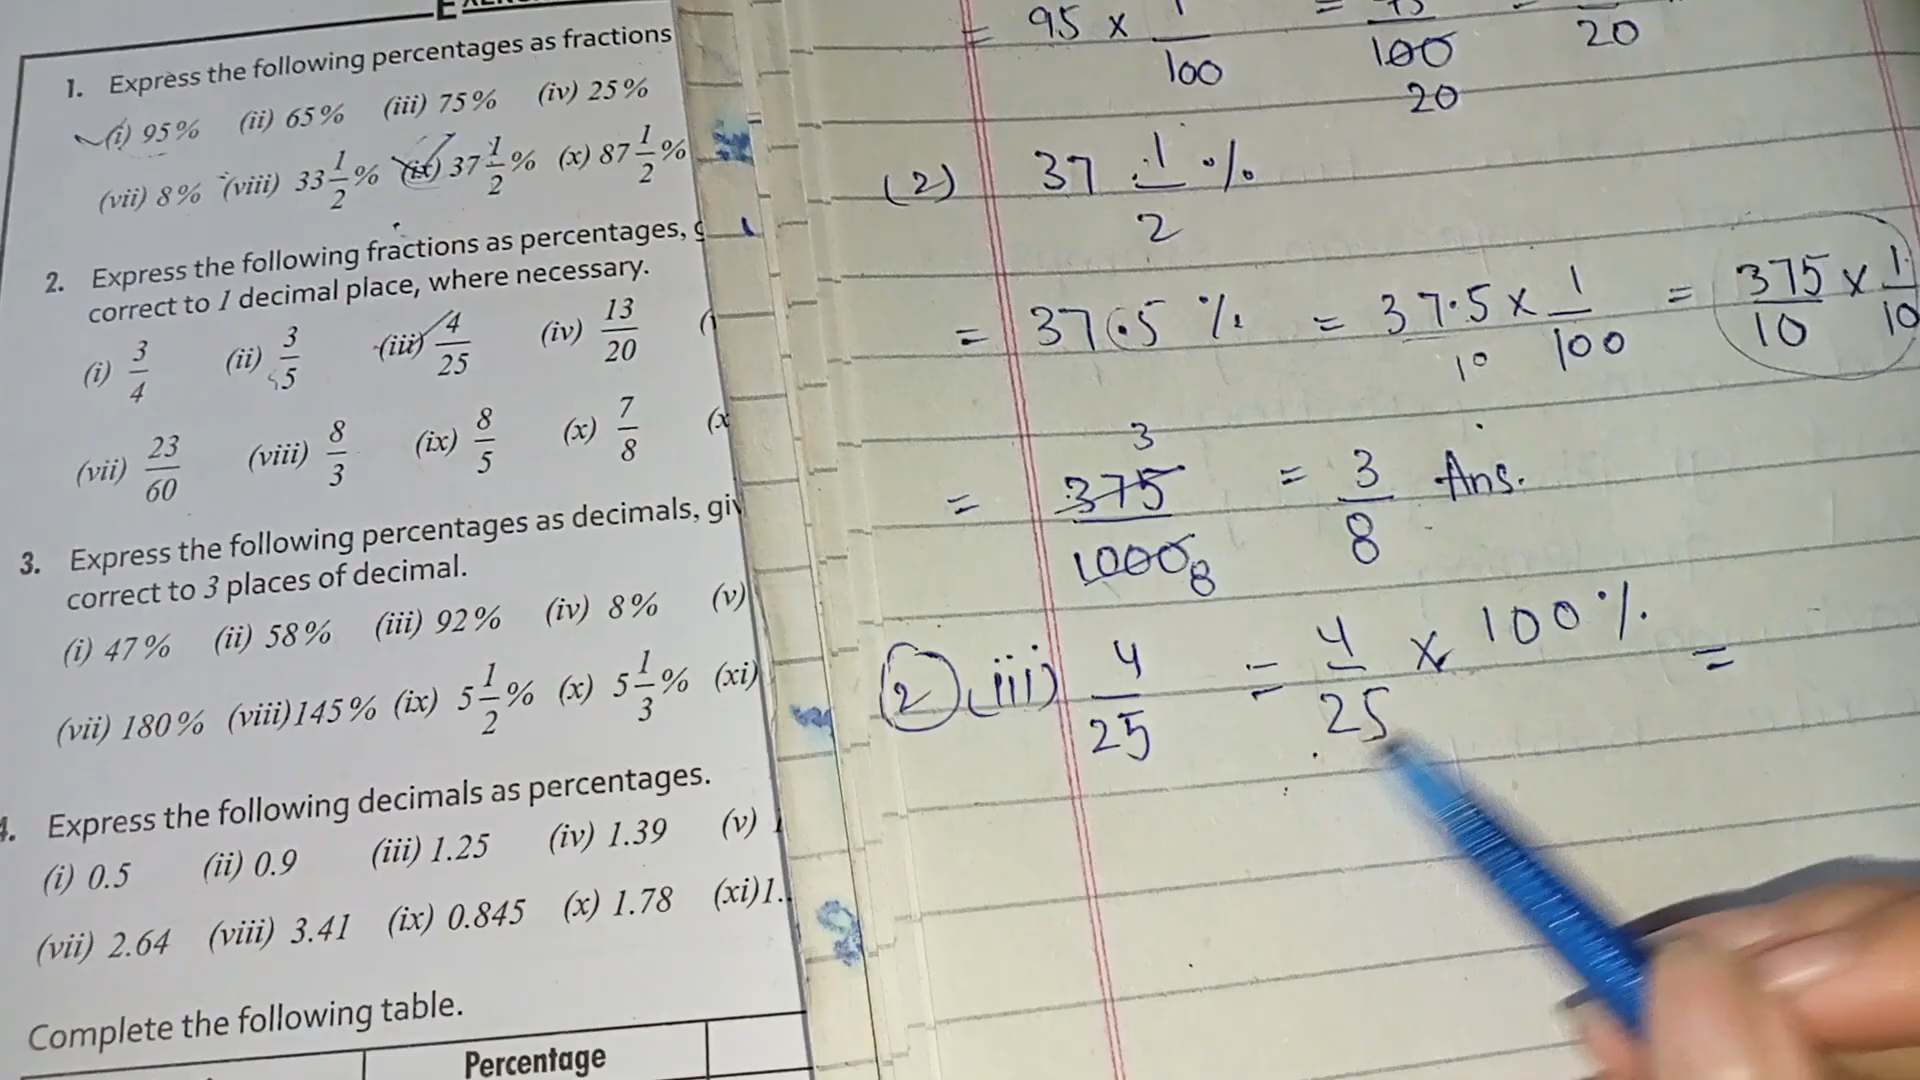 1. Express the following percentages as fractions
(i) 95% (ii) 65% (iii) 75% (iv) 25%
(vii) 8% (viii) 33 1/2 % (ix) 37 1/2 % (x) 87 1/2 %
2. Express the following fractions as percentages,
correct to 1 decimal place, where necessary.
(i) 3/4 (ii) 3/5 (iii) 4/25 (iv) 13/20
(vii) 23/60 (viii) 8/3 (ix) 8/5 (x) 7/8
3. Express the following percentages as decimals,
correct to 3 places of decimal.
(i) 47% (ii) 58% (iii) 92% (iv) 8% (v)
(vii) 180% (viii) 145% (ix) 5 1/2 % (x) 5 1/3 % (xi)
4. Express the following decimals as percentages.
(i) 0.5 (ii) 0.9 (iii) 1.25 (iv) 1.39 (v)
(vii) 2.64 (viii) 3.41 (ix) 0.845 (x) 1.78 (xi) 1.
Complete the following table.
Percentage
= 95 × 1/100 = /100 20 = /20
(2) 37 1/2 %
= 37.5 % = 37.5/10 × 1/100 = 375/10 × 1/10
= 375 3/1000 8 = 3/8 Ans.
2 (iii) 4/25 = 4/25 × 100 % =